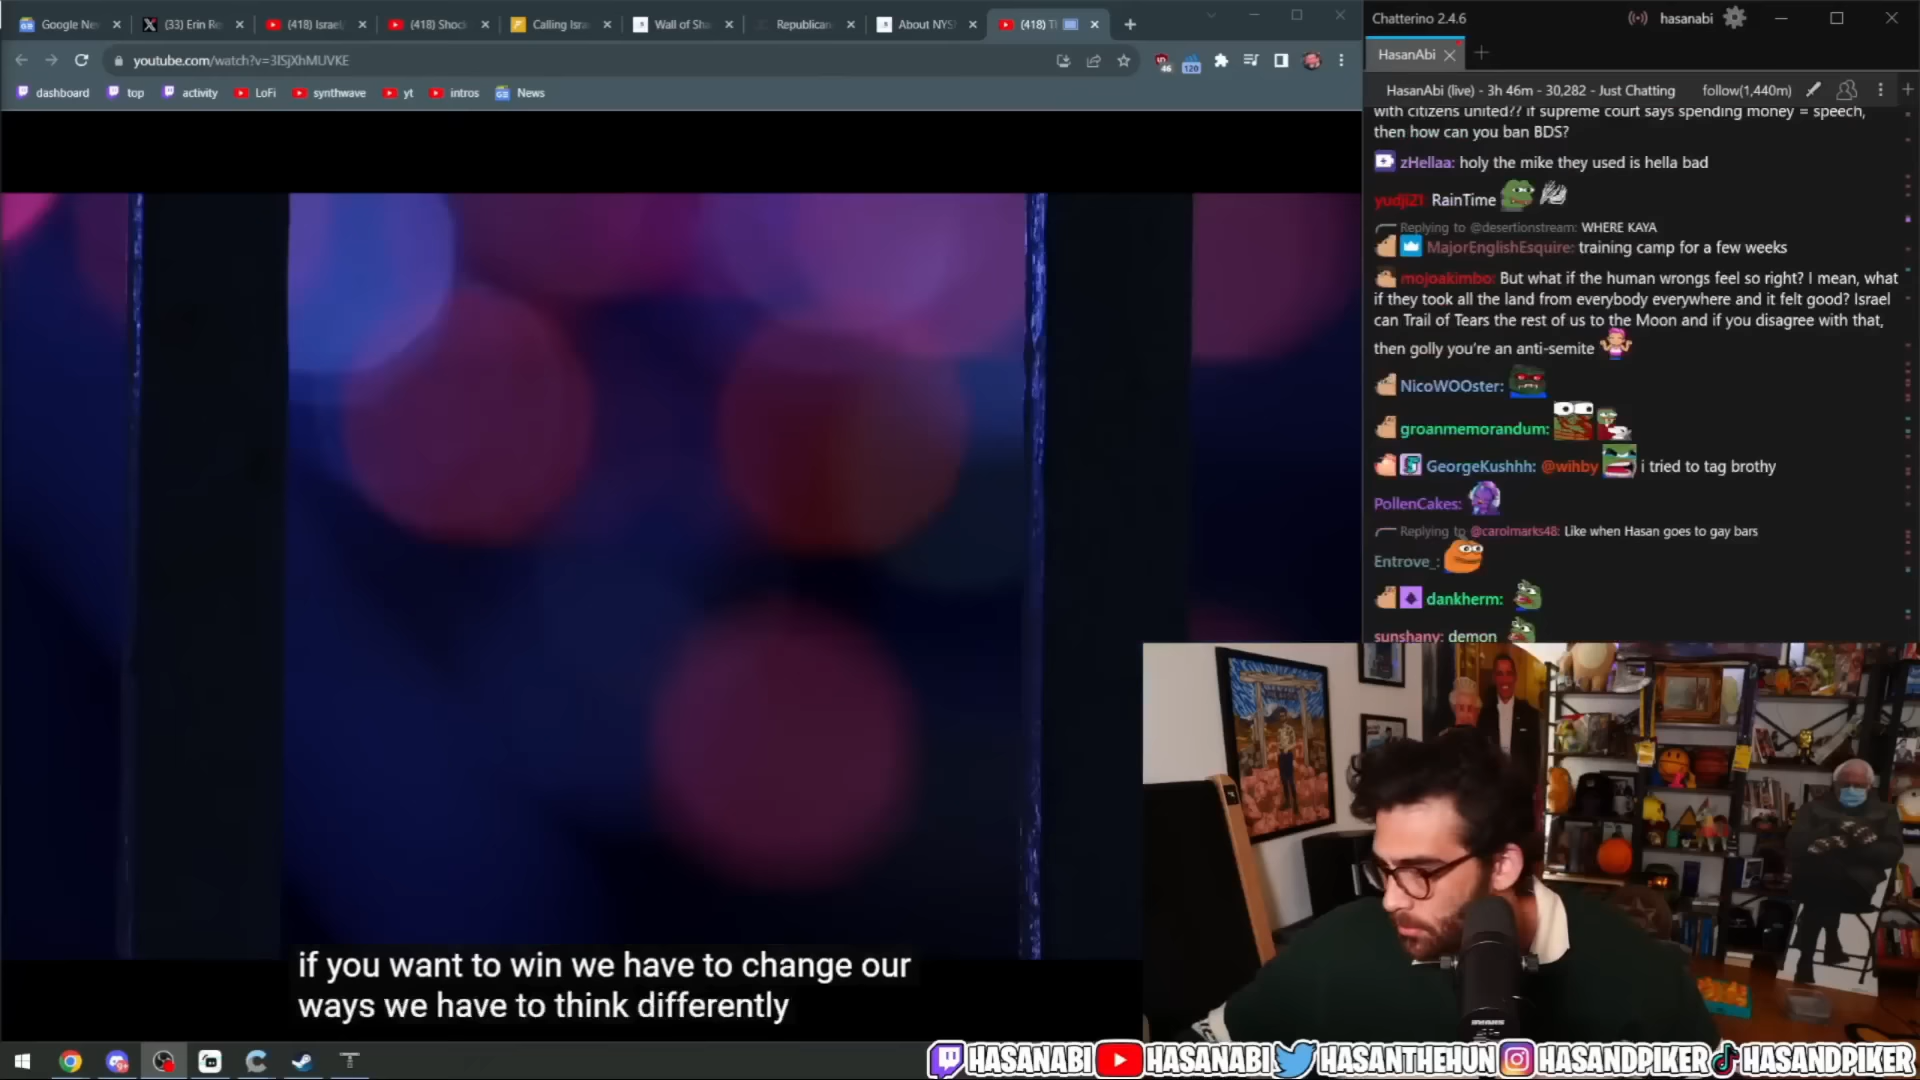 Google Ne
(33) Erin Re
(418) Israel,
(418) Shoc
Calling Isra
Wall of Sha
Republican
About NYS
(418) T
youtube.com/watch?v=3ISjXhMUVKE
46
120
dashboard
top
activity
LoFi
synthwave
yt
intros
News
if you want to win we have to change our
ways we have to think differently
Chatterino 2.4.6
hasanabi
HasanAbi
HasanAbi (live) - 3h 46m - 30,282 - Just Chatting
follow(1,440m)
with citizens united?? if supreme court says spending money = speech,
then how can you ban BDS?
zHellaa: holy the mike they used is hella bad
yudji21 RainTime
Replying to @desertionstream: WHERE KAYA
MajorEnglishEsquire: training camp for a few weeks
mojoakimbo: But what if the human wrongs feel so right? I mean, what
if they took all the land from everybody everywhere and it felt good? Israel
can Trail of Tears the rest of us to the Moon and if you disagree with that,
then golly you're an anti-semite
NicoWOOster:
groanmemorandum:
GeorgeKushhh: @wihby i tried to tag brothy
PollenCakes:
Replying to @carolmarks48: Like when Hasan goes to gay bars
Entrove_:
dankherm:
sunshany: demon
HASANABI
HASANABI
HASANTHEHUN
HASANDPIKER
HASANDPIKER